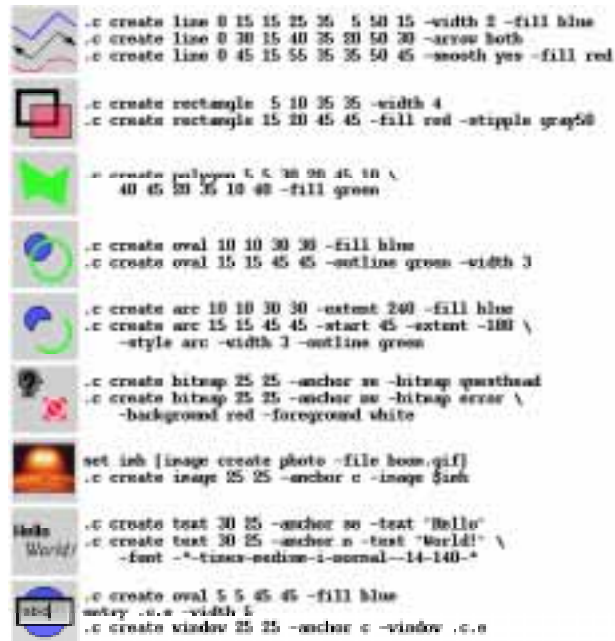 .c create line 0 15 15 25 35  5 50 15 -width 2 -fill blue
.c create line 0 30 15 40 35 20 50 30 -arrow both
.c create line 0 45 15 55 35 35 50 45 -smooth yes -fill red
.c create rectangle  5 10 35 35 -width 4
.c create rectangle 15 20 45 45 -fill red -stipple gray50
.c create polygon 5 5 30 20 45 10 \
40 45 20 35 10 40 -fill green
.c create oval 10 10 30 30 -fill blue
.c create oval 15 15 45 45 -outline green -width 3
.c create arc 10 10 30 30 -extent 240 -fill blue
.c create arc 15 15 45 45 -start 45 -extent -180 \
-style arc -width 3 -outline green
.c create bitmap 25 25 -anchor se -bitmap questhead
.c create bitmap 25 25 -anchor nw -bitmap error \
-background red -foreground white
set imh [image create photo -file boom.gif]
.c create image 25 25 -anchor c -image $imh
Hello
World!
.c create text 30 25 -anchor se -text "Hello"
.c create text 30 25 -anchor n -text "World!" \
-font -*-times-medium-i-normal--14-140-*
abc
.c create oval 5 5 45 45 -fill blue
entry .c.e -width 5
.c create window 25 25 -anchor c -window .c.e